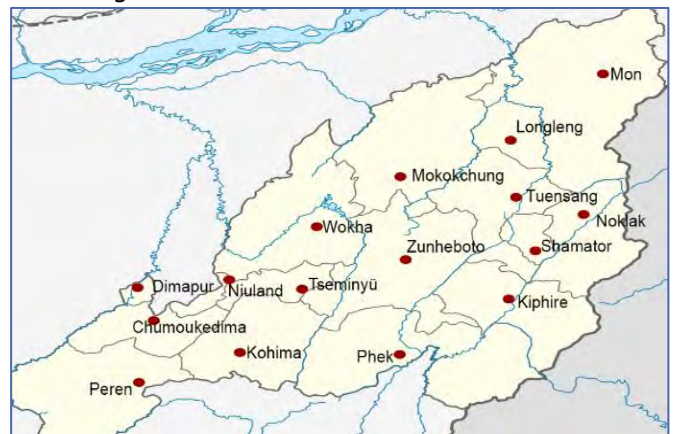 Mon
Longleng
Mokokchung
Tuensang
Noklak
Wokha
Zunheboto
Shamator
Dimapur
Niuland
Tseminyü
Kiphire
Chumoukedima
Kohima
Phek
Peren